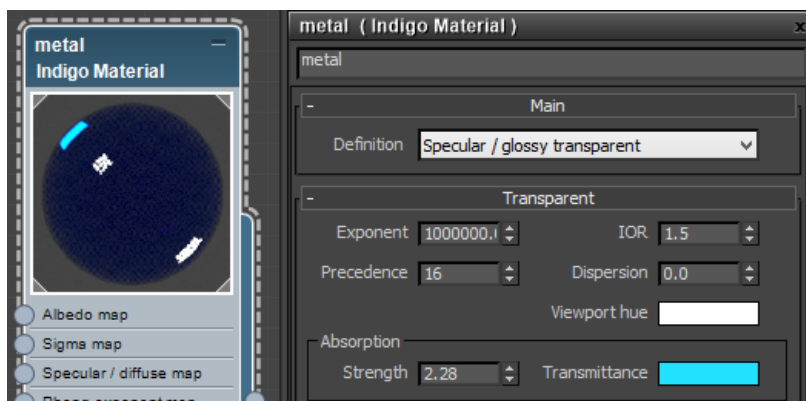 metal
Indigo Material
Albedo map
Sigma map
Specular / diffuse map
metal ( Indigo Material )
x
metal
- Main
Definition Specular / glossy transparent
- Transparent
Exponent 1000000. IOR 1.5
Precedence 16 Dispersion 0.0
Viewport hue
Absorption
Strength 2.28 Transmittance